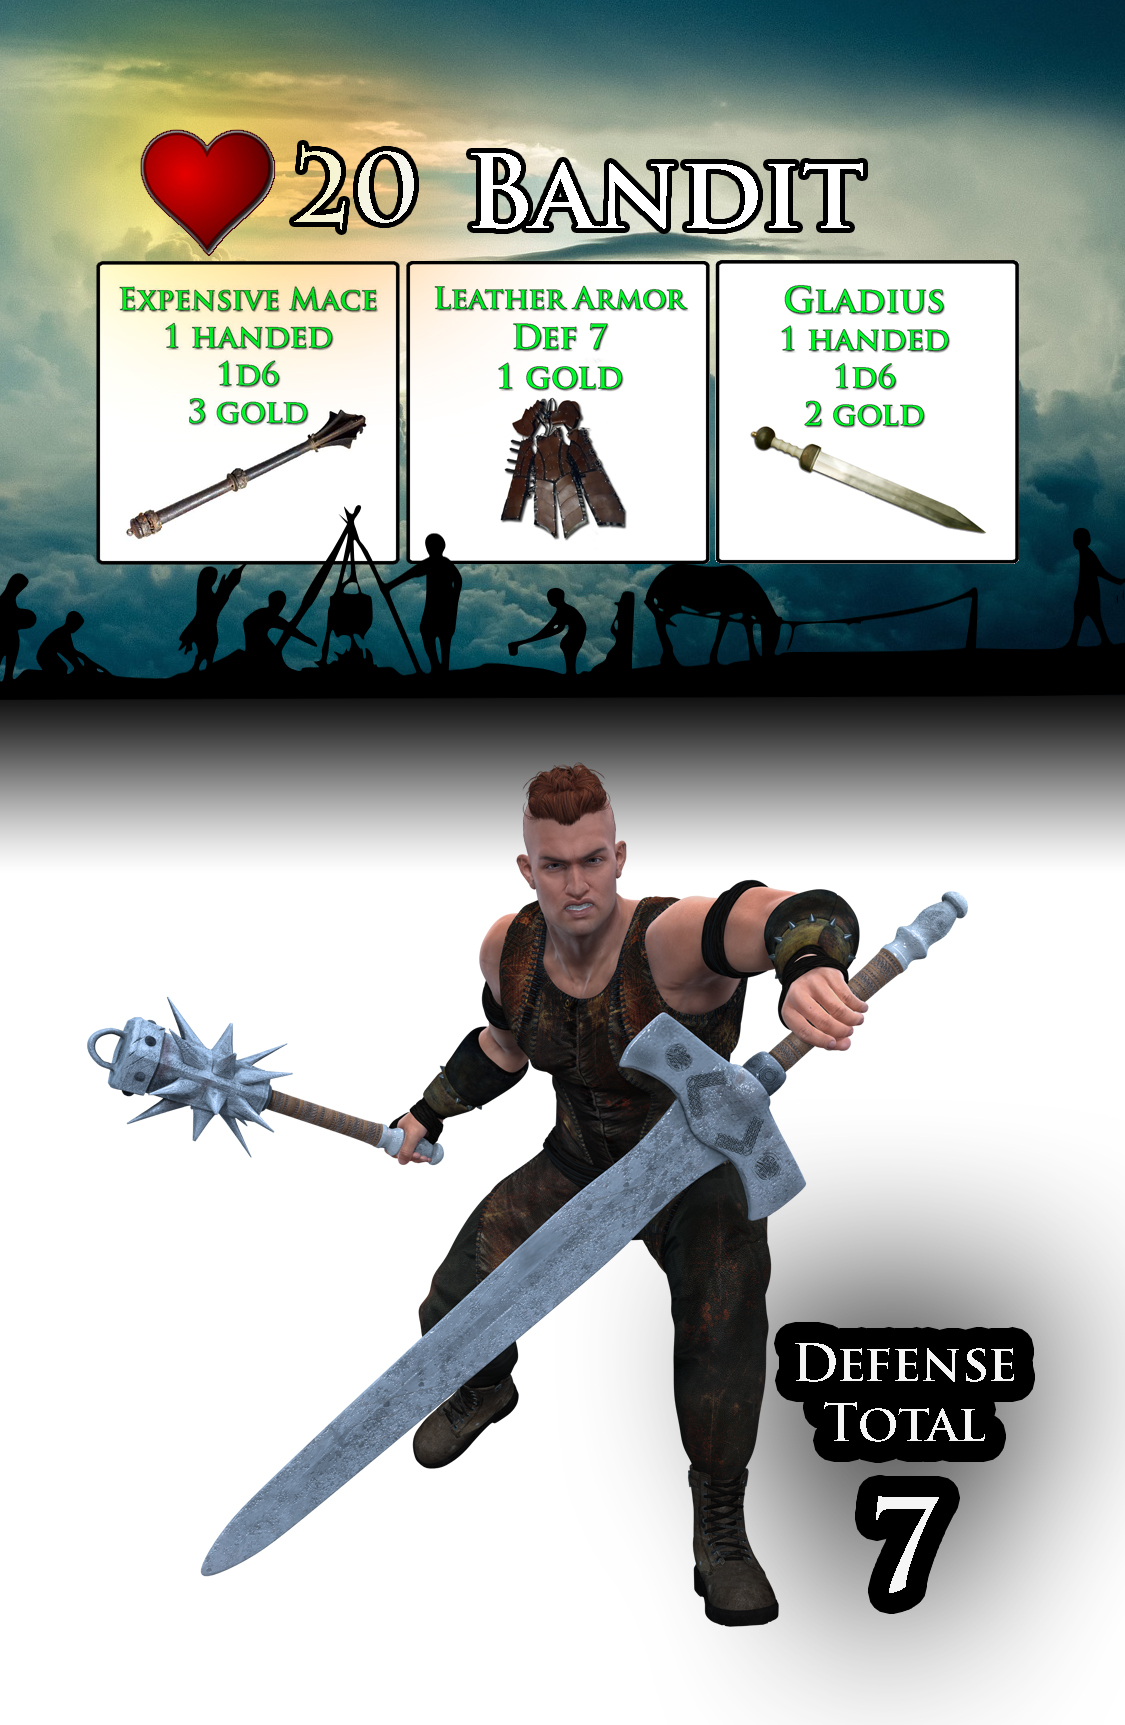 20 Bandit
Expensive Mace
1 handed
1d6
3 gold
Leather Armor
Def 7
1 gold
Gladius
1 handed
1d6
2 gold
Defense
Total
7